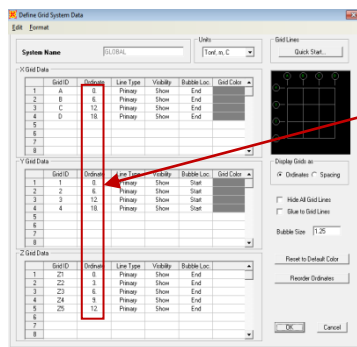 Define Grid System Data
Edit Format
Units
Grid Lines
System Name GLOBAL Tonf, m, C Quick Start...
X Grid Data
Grid ID Ordinate Line Type Visibility Bubble Loc. Grid Color
1 A 0. Primary Show End
2 B 6. Primary Show End
3 C 12. Primary Show End
4 D 18. Primary Show End
5
6
7
8
Y Grid Data
Display Grids as
Grid ID Ordinate Line Type Visibility Bubble Loc. Grid Color
Ordinates Spacing
1 1 0. Primary Show Start
2 2 6. Primary Show Start
3 3 12. Primary Show Start
4 4 18. Primary Show Start
5
6
7
8
Hide All Grid Lines
Glue to Grid Lines
Bubble Size 1.25
Z Grid Data
Grid ID Ordinate Line Type Visibility Bubble Loc.
1 Z1 0. Primary Show End
2 Z2 3. Primary Show End
3 Z3 6. Primary Show End
4 Z4 9. Primary Show End
5 Z5 12. Primary Show End
6
7
8
Reset to Default Color
Reorder Ordinates
OK Cancel